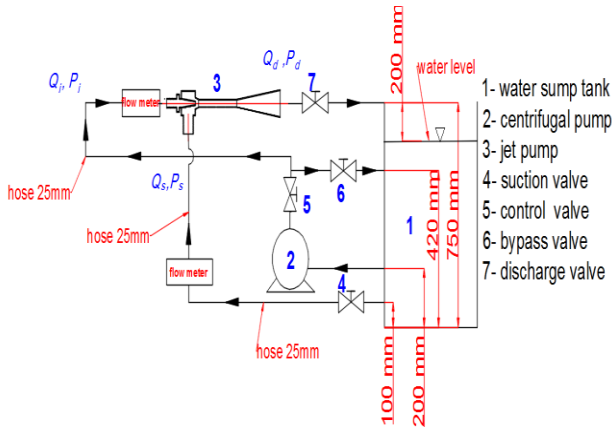 Qj, Pj
flow meter
3
Qd ,Pd
7
200 mm
water level
hose 25mm
Qs,Ps
5
6
hose 25mm
flow meter
2
4
hose 25mm
1
420 mm
750 mm
100 mm
200 mm
1- water sump tank
2- centrifugal pump
3- jet pump
4- suction valve
5- control valve
6- bypass valve
7- discharge valve